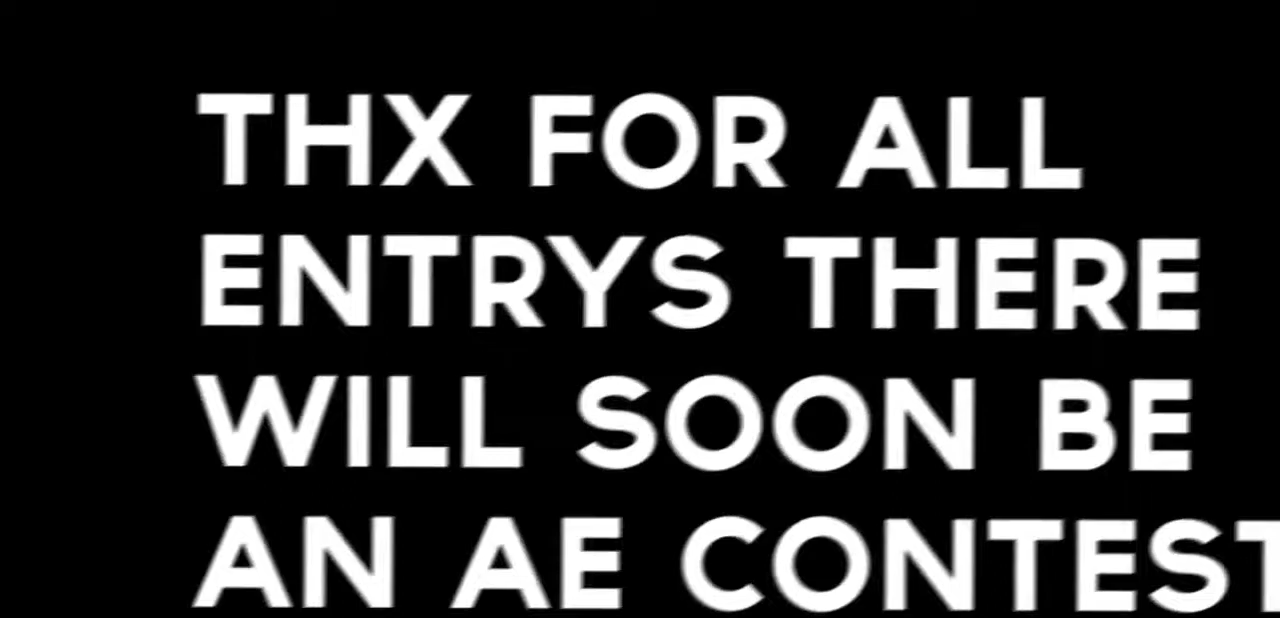 THX FOR ALL
ENTRYS THERE
WILL SOON BE
AN AE CONTEST